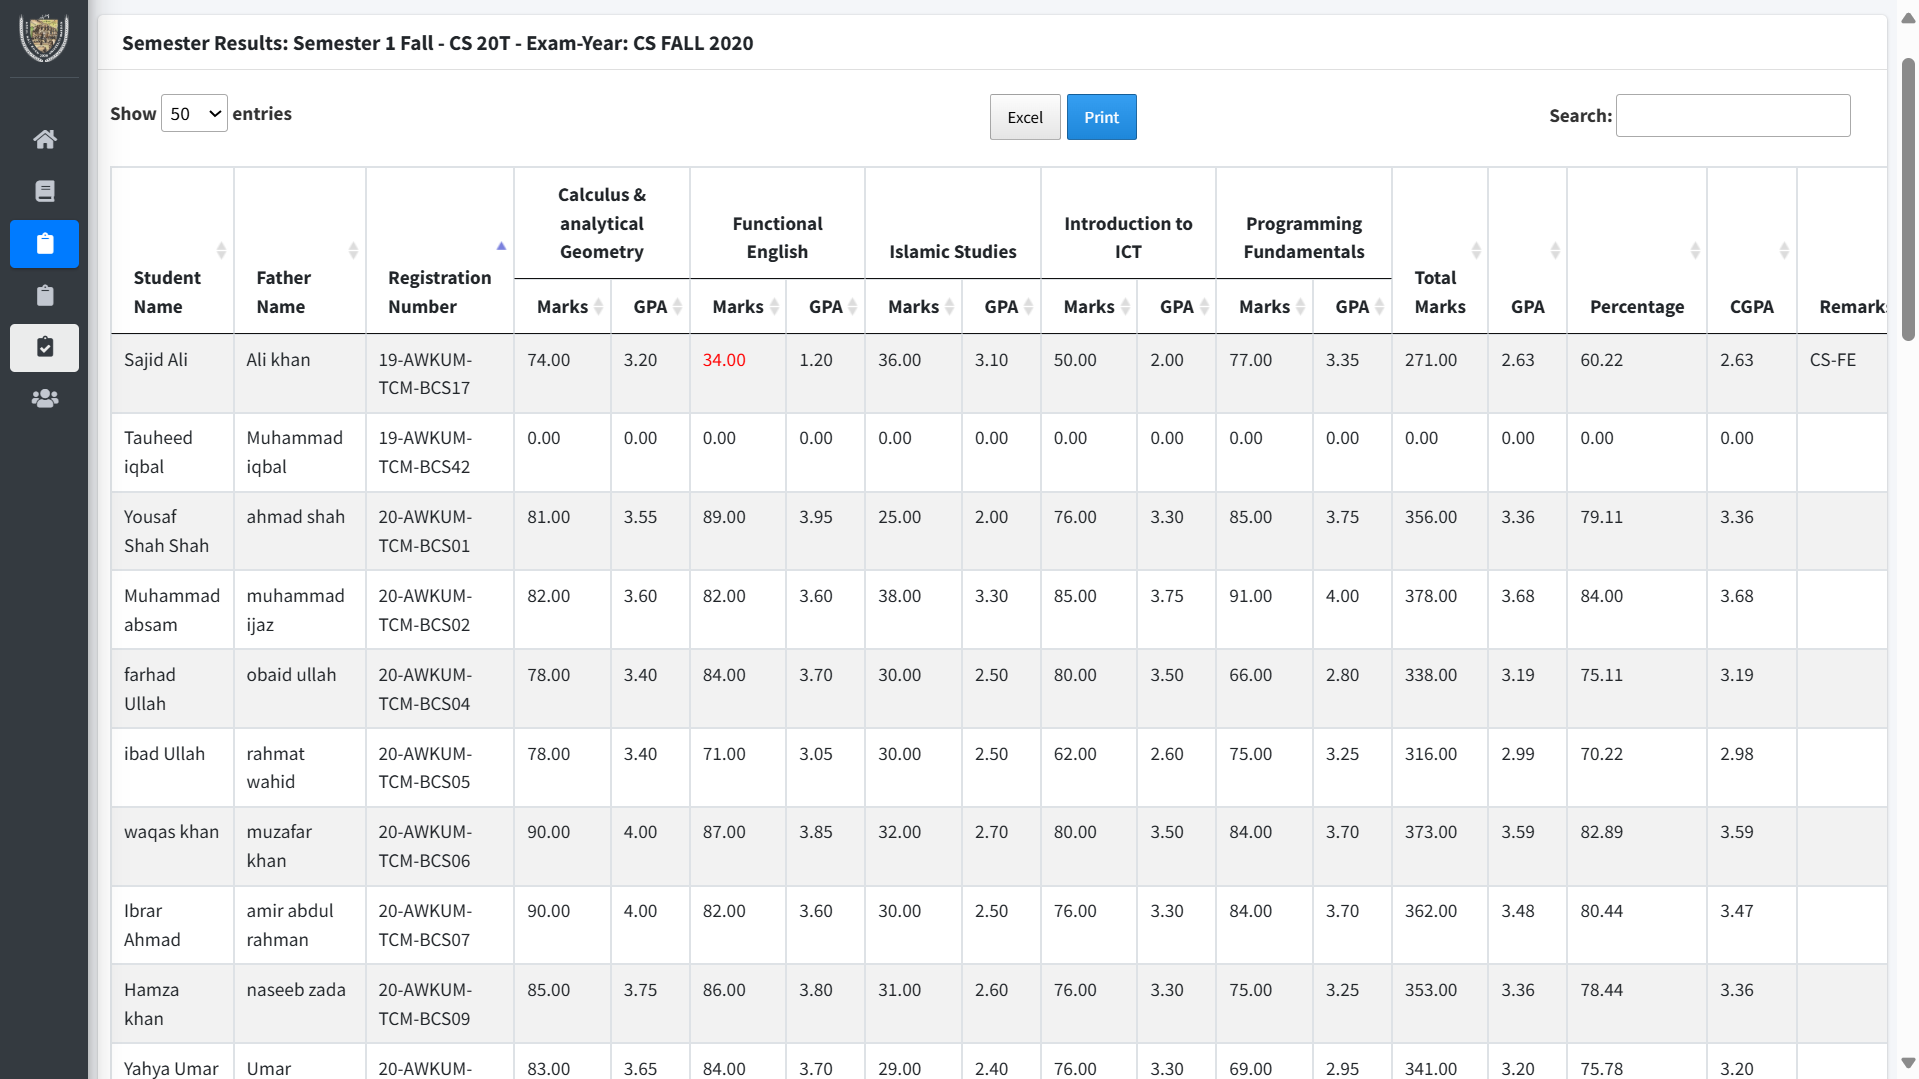 Semester Results: Semester 1 Fall - CS 20T - Exam-Year: CS FALL 2020
Show 50 entries
Excel Print
Search:
Student Name Father Name Registration Number Calculus & analytical Geometry Functional English Islamic Studies Introduction to ICT Programming Fundamentals Total Marks GPA Percentage CGPA Remarks
Marks GPA Marks GPA Marks GPA Marks GPA Marks GPA
Sajid Ali Ali khan 19-AWKUM-TCM-BCS17 74.00 3.20 34.00 1.20 36.00 3.10 50.00 2.00 77.00 3.35 271.00 2.63 60.22 2.63 CS-FE
Tauheed iqbal Muhammad iqbal 19-AWKUM-TCM-BCS42 0.00 0.00 0.00 0.00 0.00 0.00 0.00 0.00 0.00 0.00 0.00 0.00 0.00 0.00
Yousaf Shah Shah ahmad shah 20-AWKUM-TCM-BCS01 81.00 3.55 89.00 3.95 25.00 2.00 76.00 3.30 85.00 3.75 356.00 3.36 79.11 3.36
Muhammad absam muhammad ijaz 20-AWKUM-TCM-BCS02 82.00 3.60 82.00 3.60 38.00 3.30 85.00 3.75 91.00 4.00 378.00 3.68 84.00 3.68
farhad Ullah obaid ullah 20-AWKUM-TCM-BCS04 78.00 3.40 84.00 3.70 30.00 2.50 80.00 3.50 66.00 2.80 338.00 3.19 75.11 3.19
ibad Ullah rahmat wahid 20-AWKUM-TCM-BCS05 78.00 3.40 71.00 3.05 30.00 2.50 62.00 2.60 75.00 3.25 316.00 2.99 70.22 2.98
waqas khan muzafar khan 20-AWKUM-TCM-BCS06 90.00 4.00 87.00 3.85 32.00 2.70 80.00 3.50 84.00 3.70 373.00 3.59 82.89 3.59
Ibrar Ahmad amir abdul rahman 20-AWKUM-TCM-BCS07 90.00 4.00 82.00 3.60 30.00 2.50 76.00 3.30 84.00 3.70 362.00 3.48 80.44 3.47
Hamza khan naseeb zada 20-AWKUM-TCM-BCS09 85.00 3.75 86.00 3.80 31.00 2.60 76.00 3.30 75.00 3.25 353.00 3.36 78.44 3.36
Yahya Umar Umar 20-AWKUM- 83.00 3.65 84.00 3.70 29.00 2.40 76.00 3.30 69.00 2.95 341.00 3.20 75.78 3.20